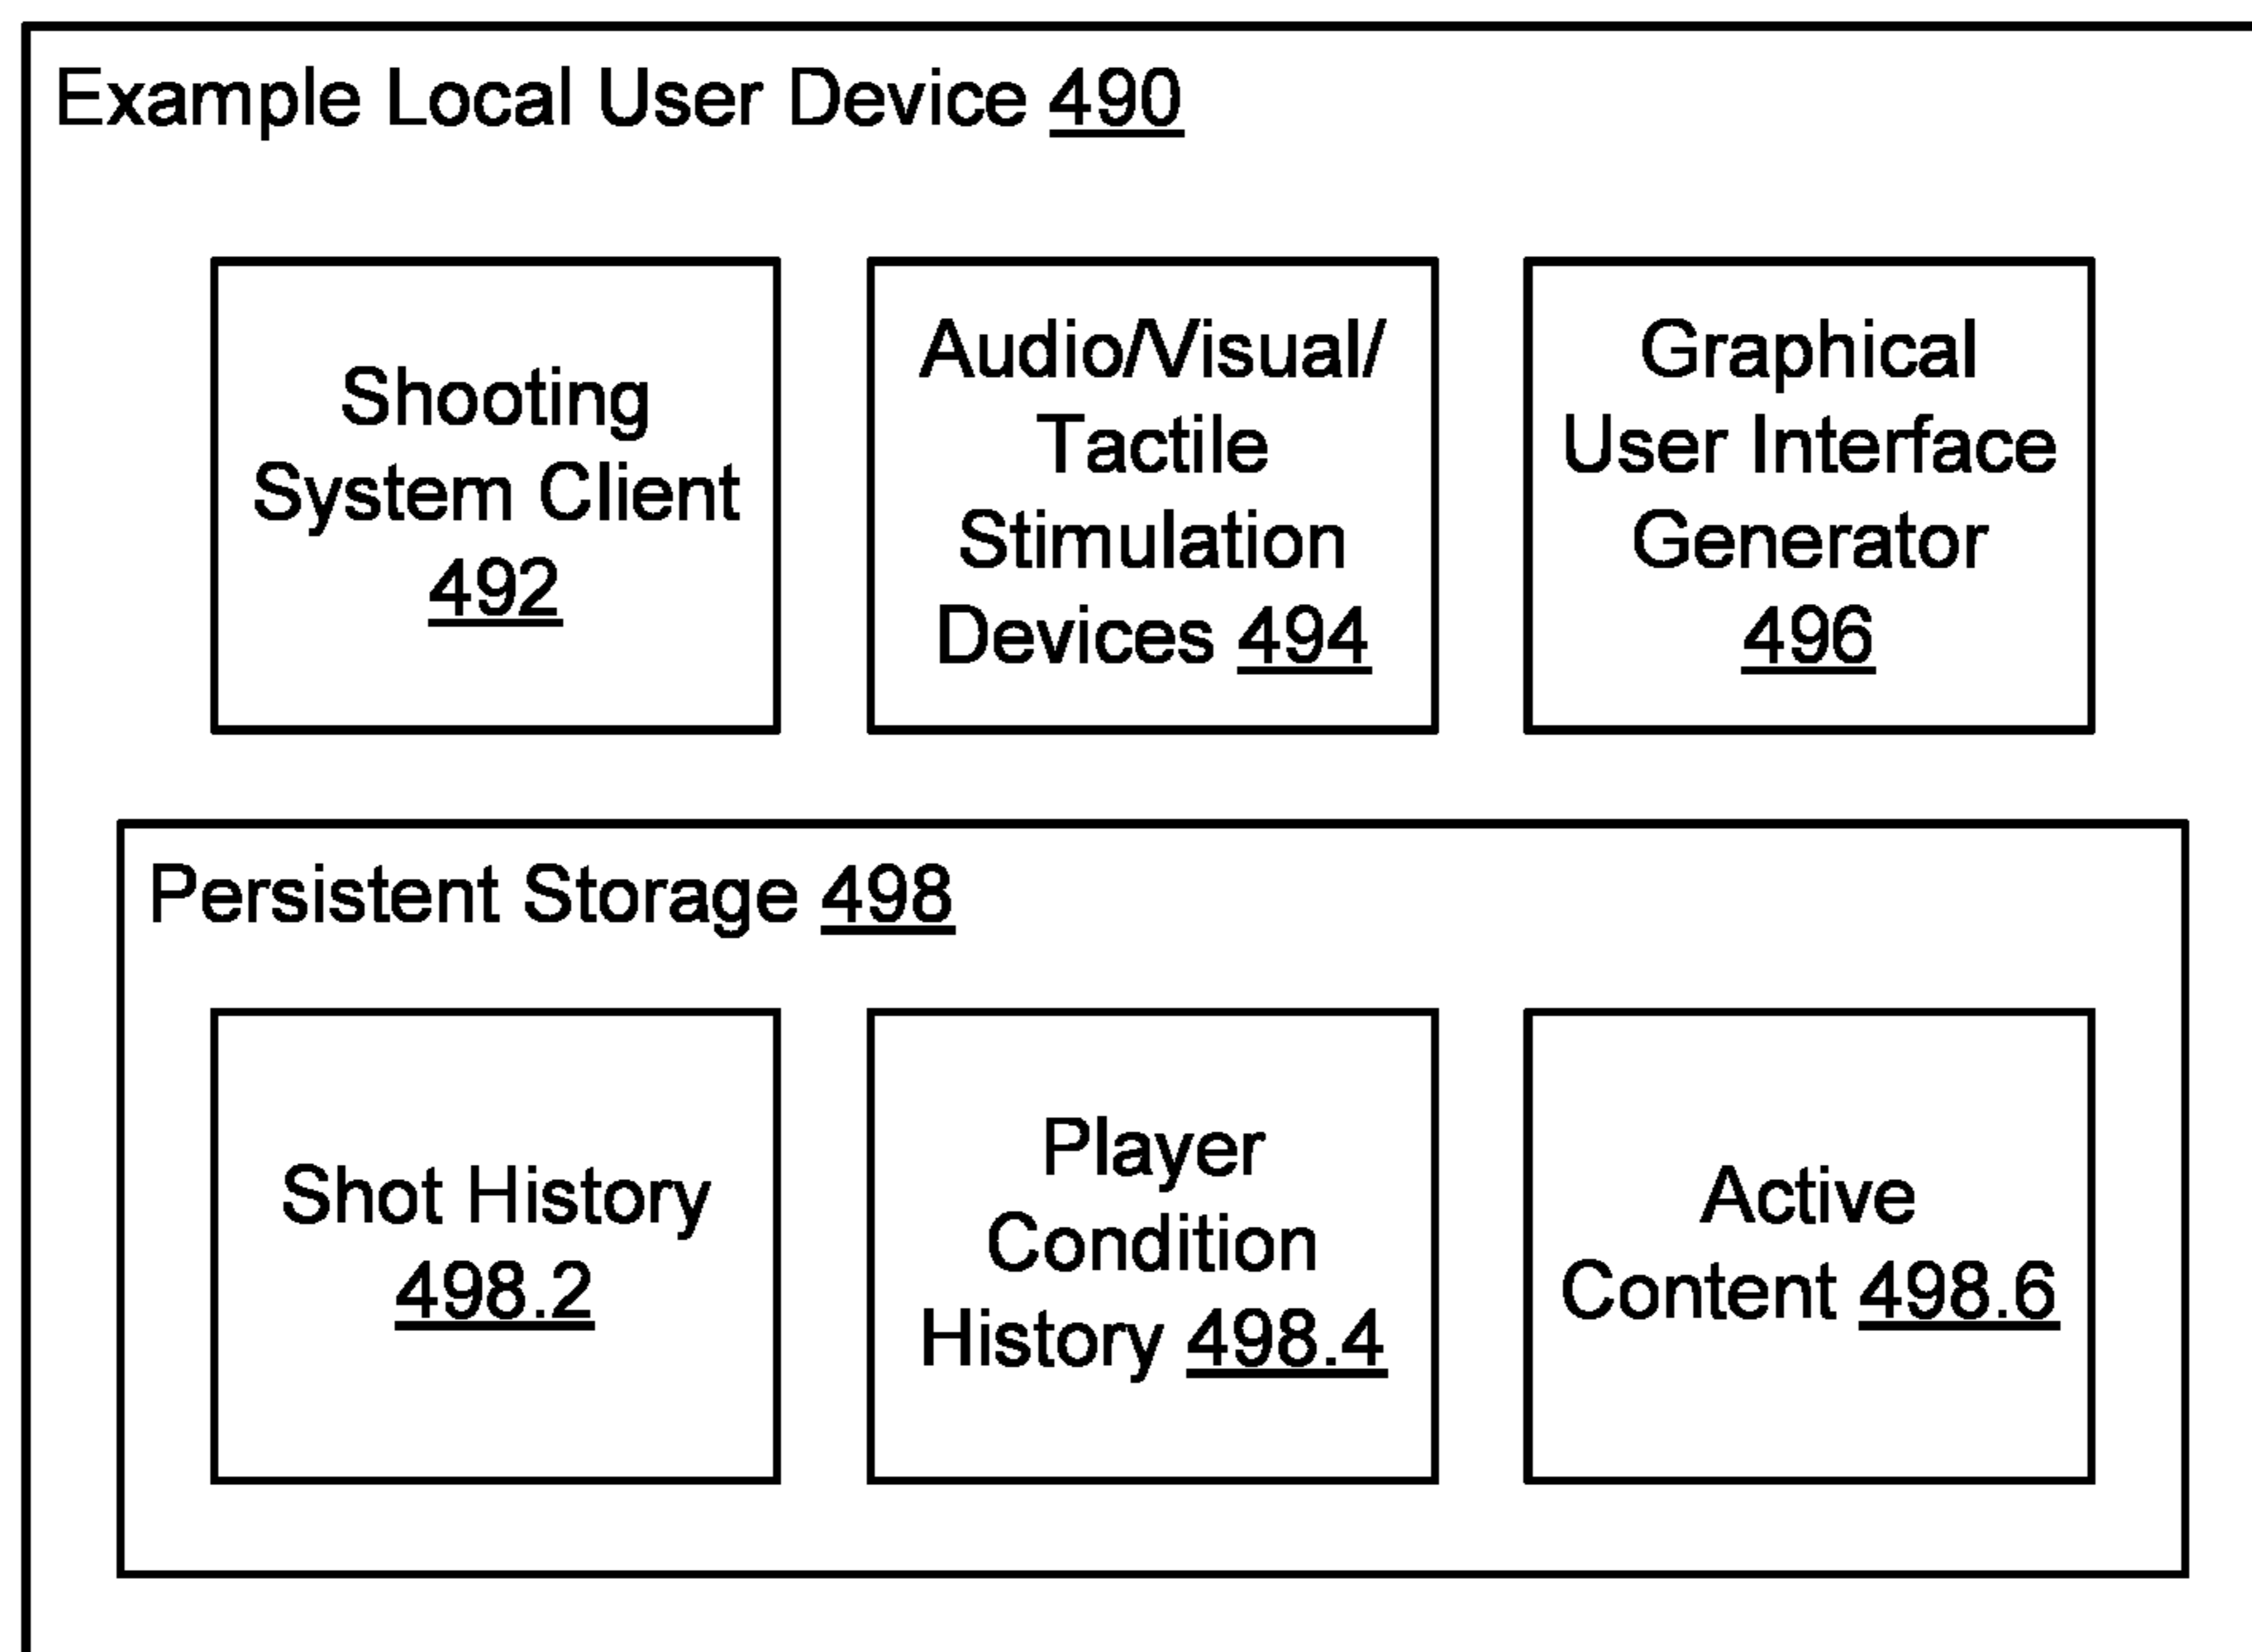 Example Local User Device 490
Shooting
System Client
492
Audio/Visual/
Tactile
Stimulation
Devices 494
Graphical
User Interface
Generator
496
Persistent Storage 498
Shot History
498.2
Player
Condition
History 498.4
Active
Content 498.6